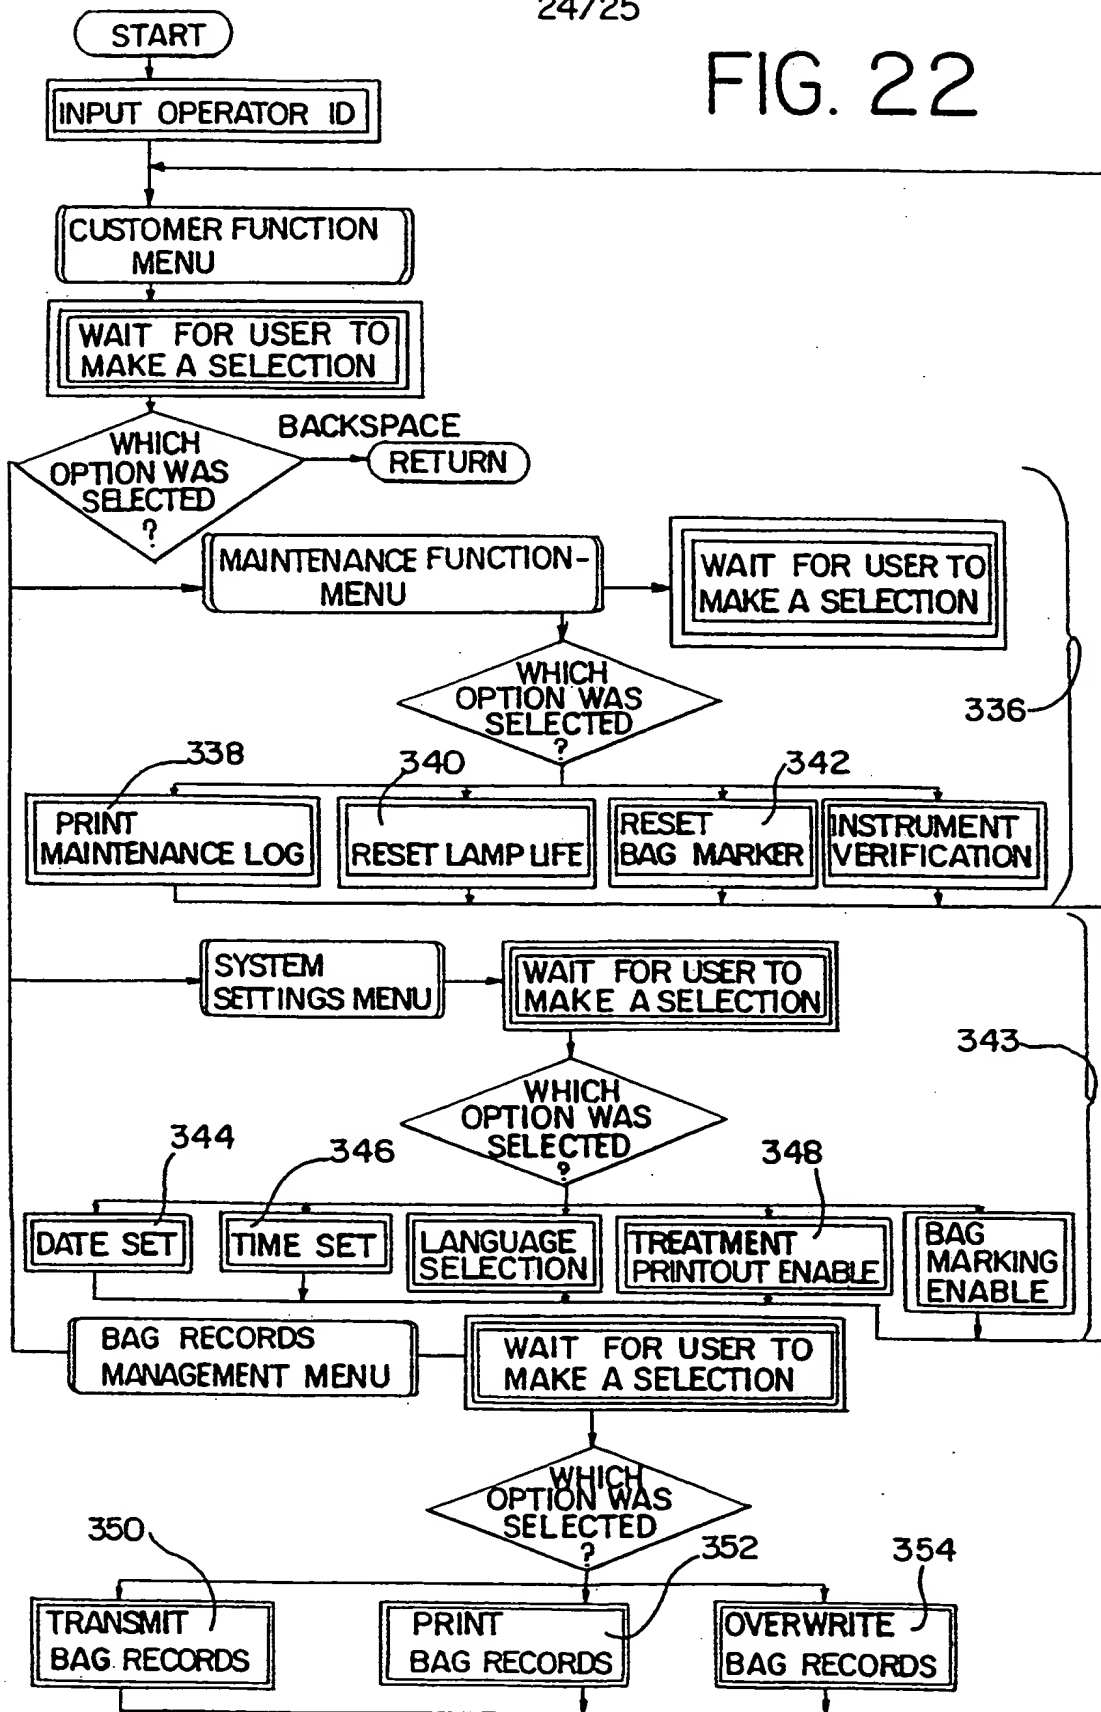 24/25
START
FIG. 22
INPUT OPERATOR ID
CUSTOMER FUNCTION
MENU
WAIT FOR USER TO
MAKE A SELECTION
BACKSPACE
WHICH
OPTION WAS
SELECTED
?
RETURN
MAINTENANCE FUNCTION-
MENU
WAIT FOR USER TO
MAKE A SELECTION
WHICH
OPTION WAS
SELECTED
?
336
338
340
342
PRINT
MAINTENANCE LOG
RESET LAMP LIFE
RESET
BAG MARKER
INSTRUMENT
VERIFICATION
SYSTEM
SETTINGS MENU
WAIT FOR USER TO
MAKE A SELECTION
343
WHICH
OPTION WAS
SELECTED
?
344
346
348
DATE SET
TIME SET
LANGUAGE
SELECTION
TREATMENT
PRINTOUT ENABLE
BAG
MARKING
ENABLE
BAG RECORDS
MANAGEMENT MENU
WAIT FOR USER TO
MAKE A SELECTION
WHICH
OPTION WAS
SELECTED
?
350
352
354
TRANSMIT
BAG RECORDS
PRINT
BAG RECORDS
OVERWRITE
BAG RECORDS